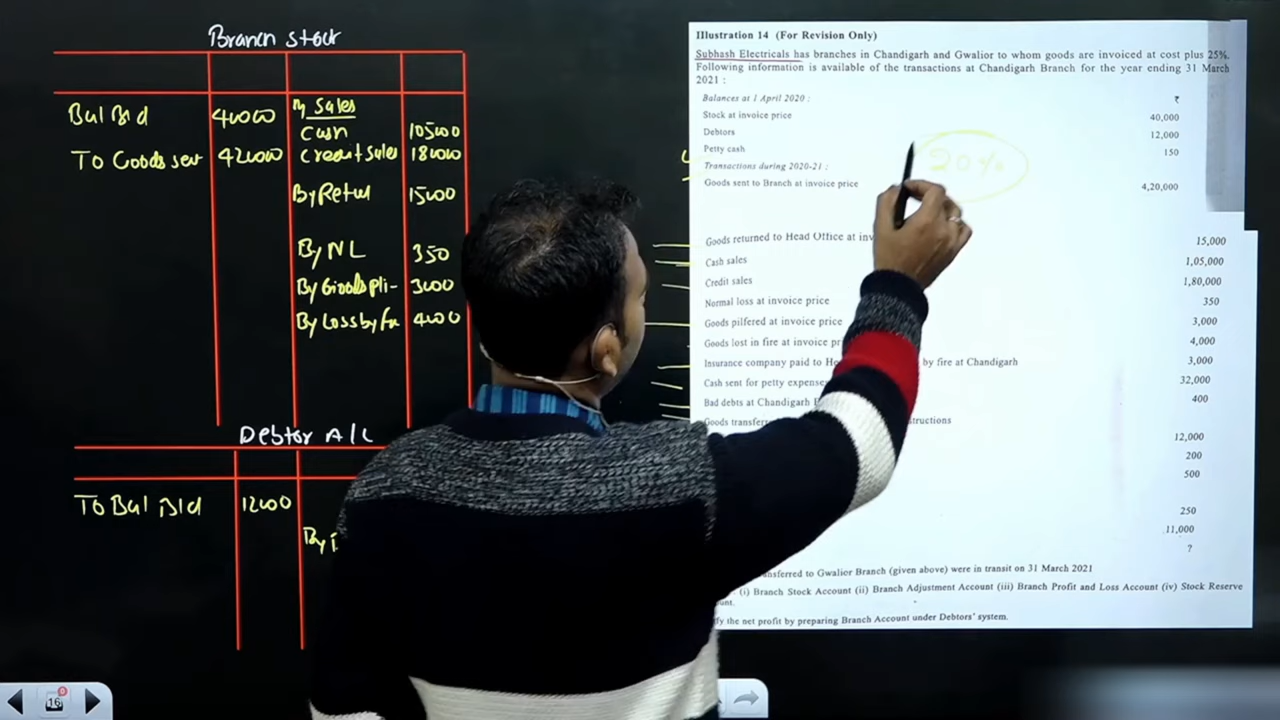 Branch Stock
Bal B/d 40000 By Sales
Cash 105000
To Goods sent 420000 Credit Sales 180000
By Return 15000
By NL 350
By Goods pil- 3000
By Loss by fire 4000
Debtor A/C
To Bal B/d 12000
By
Illustration 14 (For Revision Only)
Subhash Electricals has branches in Chandigarh and Gwalior to whom goods are invoiced at cost plus 25%.
Following information is available of the transactions at Chandigarh Branch for the year ending 31 March
2021 :
Balances at 1 April 2020 : ₹
Stock at invoice price 40,000
Debtors 12,000
Petty cash 150
20%
Transactions during 2020-21 :
Goods sent to Branch at invoice price 4,20,000
Goods returned to Head Office at inv 15,000
Cash sales 1,05,000
Credit sales 1,80,000
Normal loss at invoice price 350
Goods pilfered at invoice price 3,000
Goods lost in fire at invoice pr 4,000
Insurance company paid to H by fire at Chandigarh 3,000
Cash sent for petty expenses 32,000
Bad debts at Chandigarh 400
Goods transfer structions
12,000
200
500
250
11,000
?
nsferred to Gwalior Branch (given above) were in transit on 31 March 2021
(i) Branch Stock Account (ii) Branch Adjustment Account (iii) Branch Profit and Loss Account (iv) Stock Reserve
unt.
fy the net profit by preparing Branch Account under Debtors' system.
16